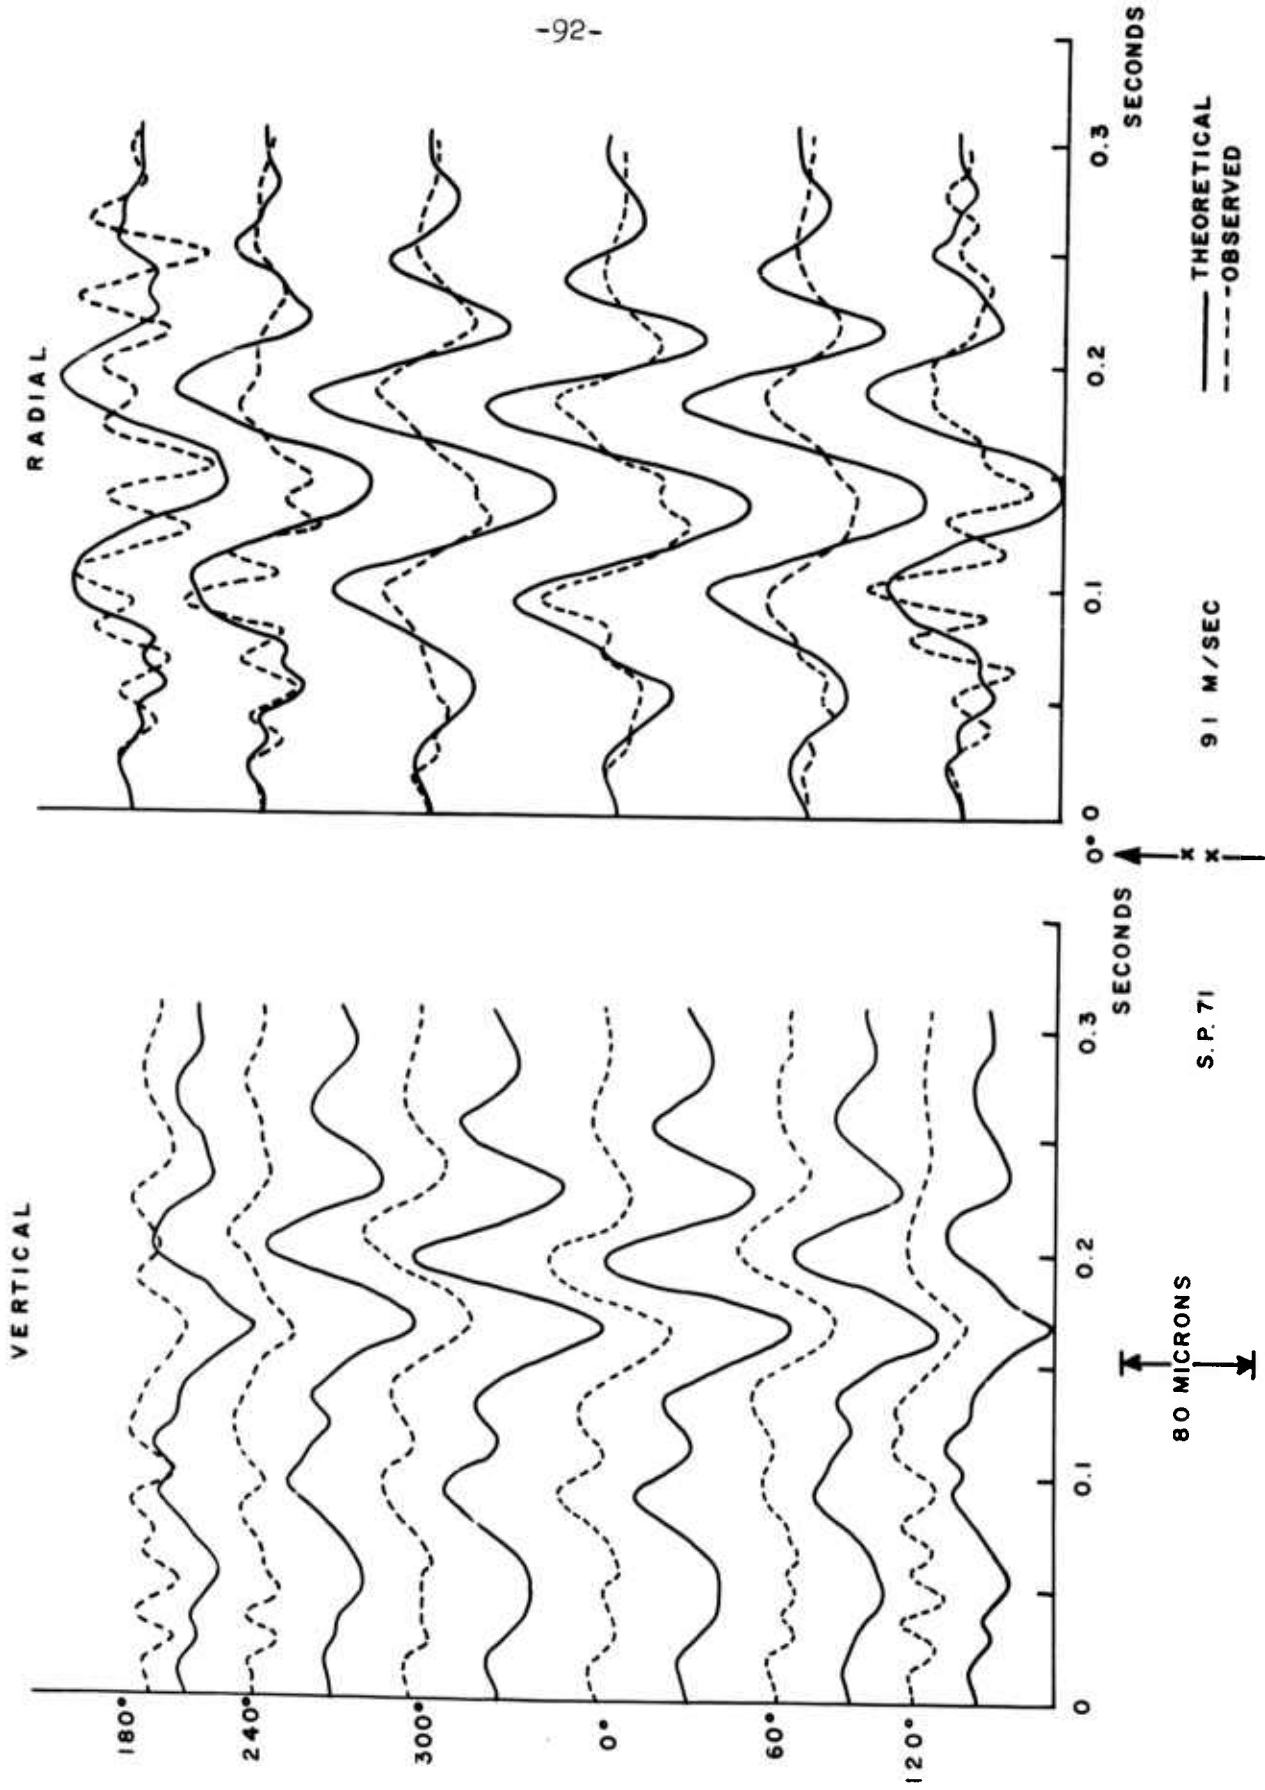 -92-
VERTICAL
RADIAL
180°
240°
300°
0°
60°
120°
0
0.1
0.2
0.3
SECONDS
0
0.1
0.2
0.3
SECONDS
0°
x
x
80 MICRONS
S.P. 71
91 M/SEC
THEORETICAL
OBSERVED